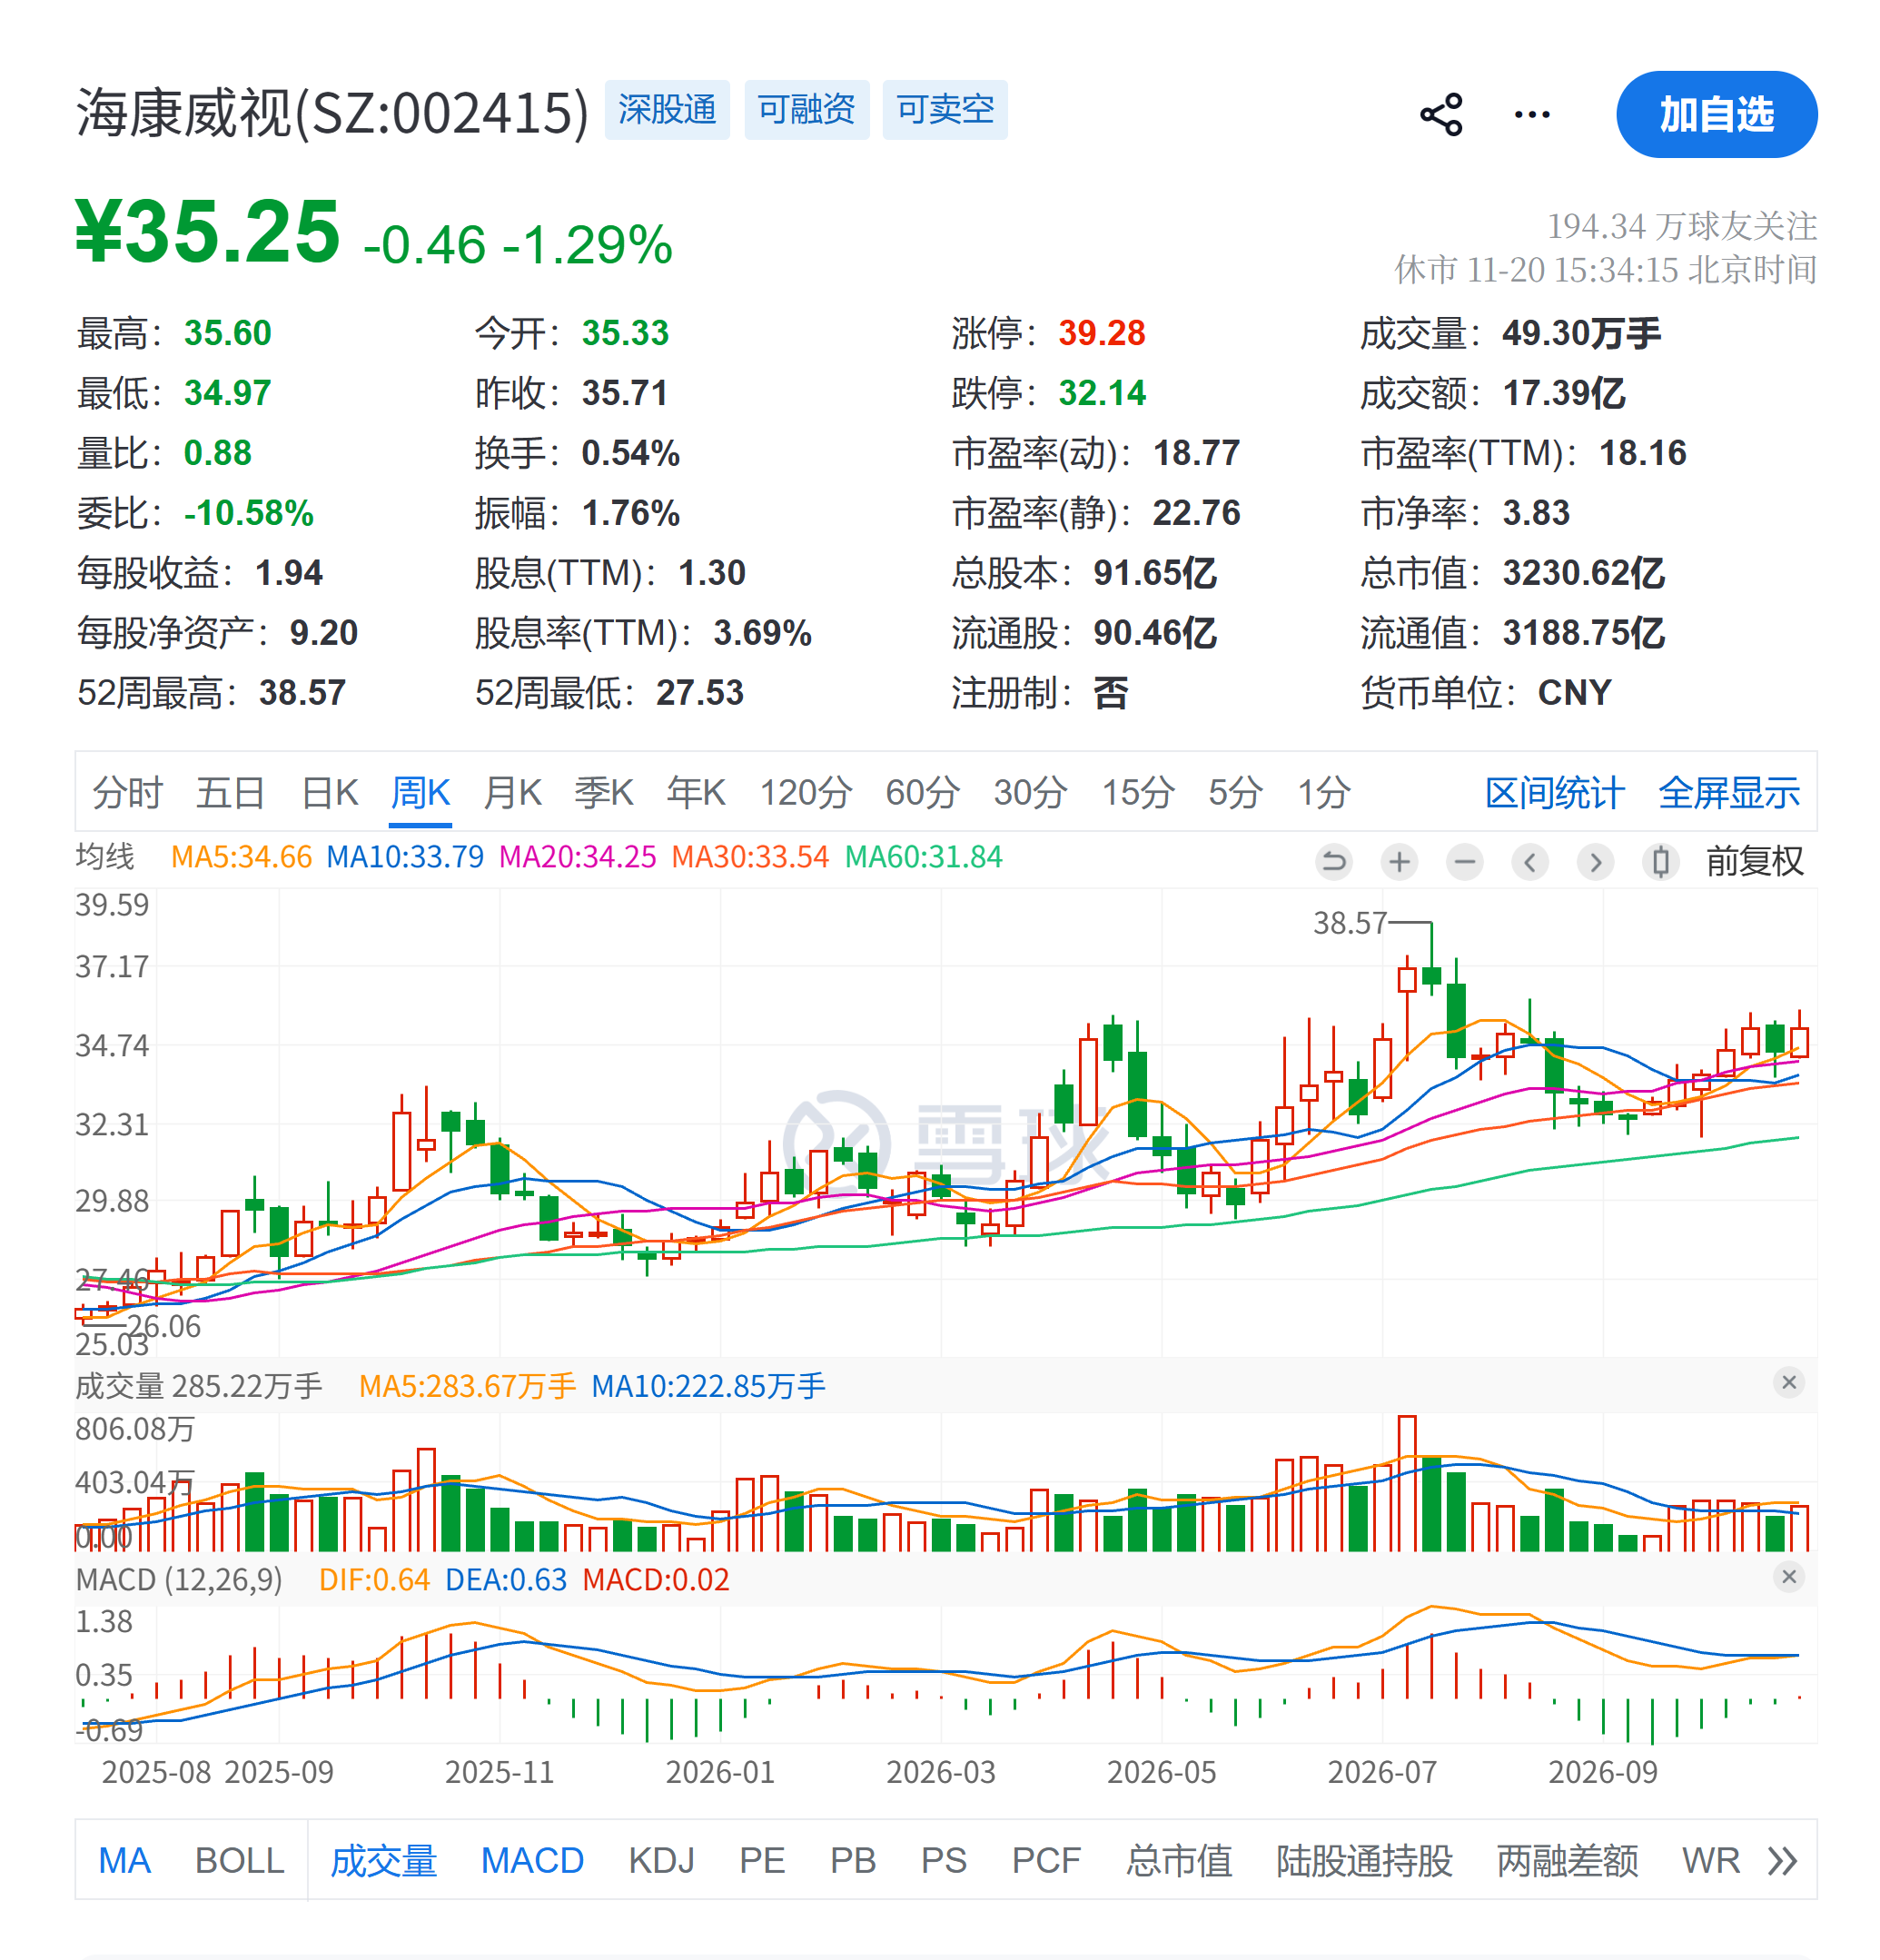 海康威视(SZ:002415) 深股通 可融资 可卖空 加自选
¥35.25 -0.46 -1.29%
194.34 万球友关注
休市 11-20 15:34:15 北京时间
最高：35.60 今开：35.33 涨停：39.28 成交量：49.30万手
最低：34.97 昨收：35.71 跌停：32.14 成交额：17.39亿
量比：0.88 换手：0.54% 市盈率(动)：18.77 市盈率(TTM)：18.16
委比：-10.58% 振幅：1.76% 市盈率(静)：22.76 市净率：3.83
每股收益：1.94 股息(TTM)：1.30 总股本：91.65亿 总市值：3230.62亿
每股净资产：9.20 股息率(TTM)：3.69% 流通股：90.46亿 流通值：3188.75亿
52周最高：38.57 52周最低：27.53 注册制：否 货币单位：CNY
分时 五日 日K 周K 月K 季K 年K 120分 60分 30分 15分 5分 1分 区间统计 全屏显示
均线 MA5:34.66 MA10:33.79 MA20:34.25 MA30:33.54 MA60:31.84 前复权
39.59
38.57
37.17
34.74
32.31
雪球
29.88
27.46
26.06
25.03
成交量 285.22万手 MA5:283.67万手 MA10:222.85万手
806.08万
403.04万
0.00
MACD (12,26,9) DIF:0.64 DEA:0.63 MACD:0.02
1.38
0.35
-0.69
2025-08 2025-09 2025-11 2026-01 2026-03 2026-05 2026-07 2026-09
MA BOLL 成交量 MACD KDJ PE PB PS PCF 总市值 陆股通持股 两融差额 WR